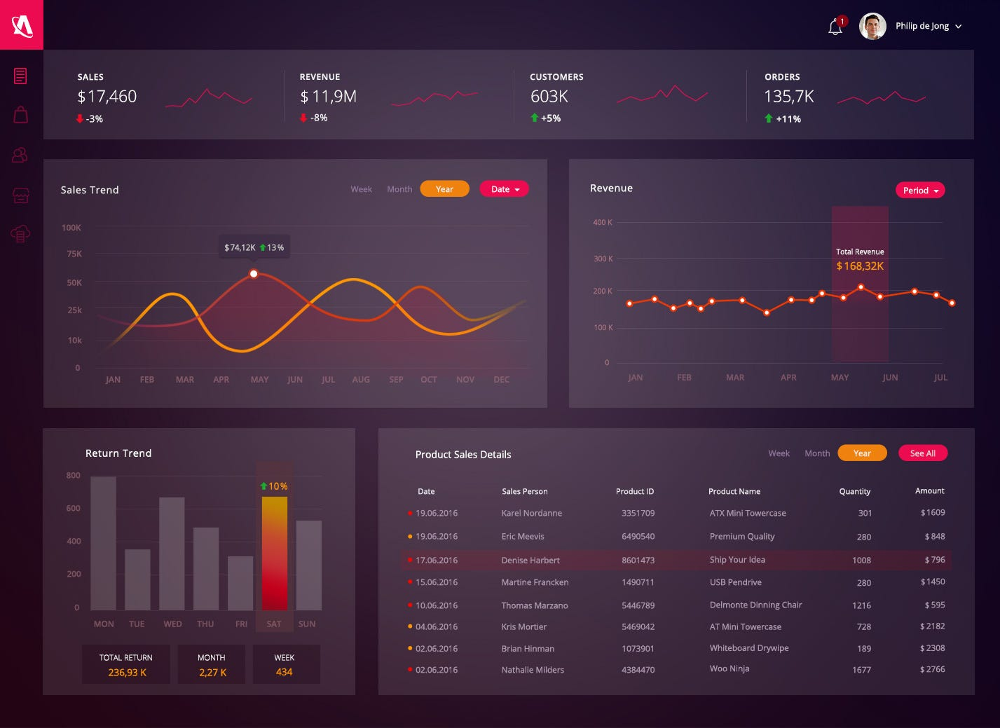 1
Philip de Jong
SALES
$17,460
-3%
REVENUE
$11,9M
-8%
CUSTOMERS
603K
+5%
ORDERS
135,7K
+11%
Sales Trend
Week Month Year Date
100K
75K
50K
25k
10k
0
$74,12K 13%
JAN FEB MAR APR MAY JUN JUL AUG SEP OCT NOV DEC
Revenue
Period
400 K
300 K
200 K
100 K
0
Total Revenue
$168,32K
JAN FEB MAR APR MAY JUN JUL
Return Trend
800
600
400
200
0
10%
MON TUE WED THU FRI SAT SUN
TOTAL RETURN
236,93 K
MONTH
2,27 K
WEEK
434
Product Sales Details
Week Month Year See All
Date Sales Person Product ID Product Name Quantity Amount
19.06.2016 Karel Nordanne 3351709 ATX Mini Towercase 301 $1609
19.06.2016 Eric Meevis 6490540 Premium Quality 280 $848
17.06.2016 Denise Harbert 8601473 Ship Your Idea 1008 $796
15.06.2016 Martine Francken 1490711 USB Pendrive 280 $1450
10.06.2016 Thomas Marzano 5446789 Delmonte Dinning Chair 1216 $595
04.06.2016 Kris Mortier 5469042 AT Mini Towercase 728 $2182
02.06.2016 Brian Hinman 1073901 Whiteboard Drywipe 189 $2308
02.06.2016 Nathalie Milders 4384470 Woo Ninja 1677 $2766